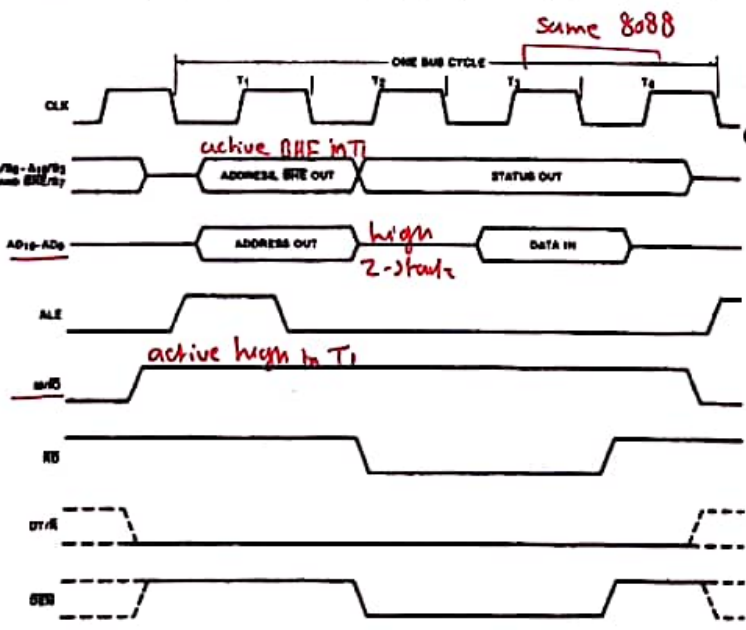 same 8088
ONE BUS CYCLE
T1 T2 T3 T4
CLK
active BHE in T1
ADDRESS, BHE OUT STATUS OUT
high
AD15-AD0 ADDRESS OUT DATA IN
Z-state
ALE
active high in T1
M/IO
RD
DT/R
DEN